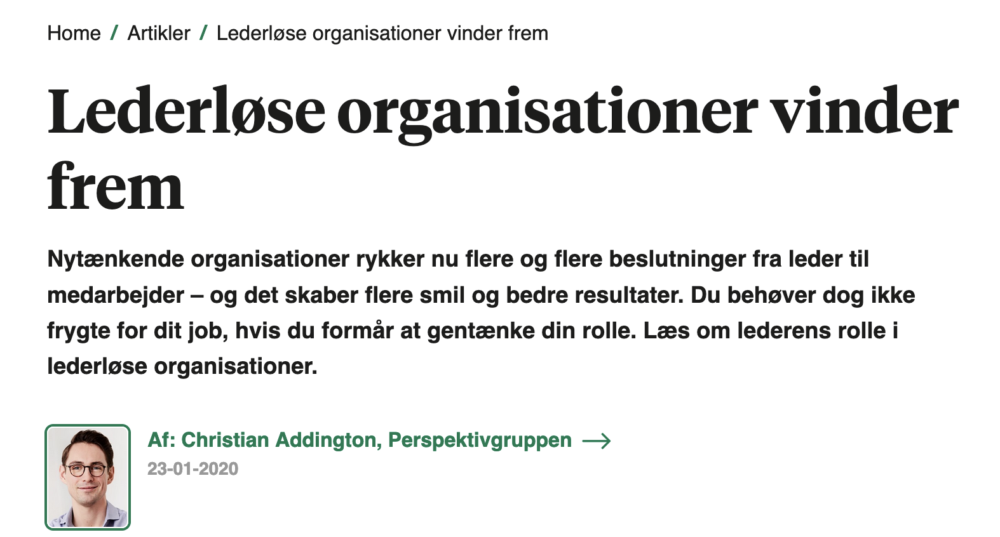 Home / Artikler / Lederløse organisationer vinder frem
Lederløse organisationer vinder
frem
Nytænkende organisationer rykker nu flere og flere beslutninger fra leder til
medarbejder – og det skaber flere smil og bedre resultater. Du behøver dog ikke
frygte for dit job, hvis du formår at gentænke din rolle. Læs om lederens rolle i
lederløse organisationer.
Af: Christian Addington, Perspektivgruppen →
23-01-2020